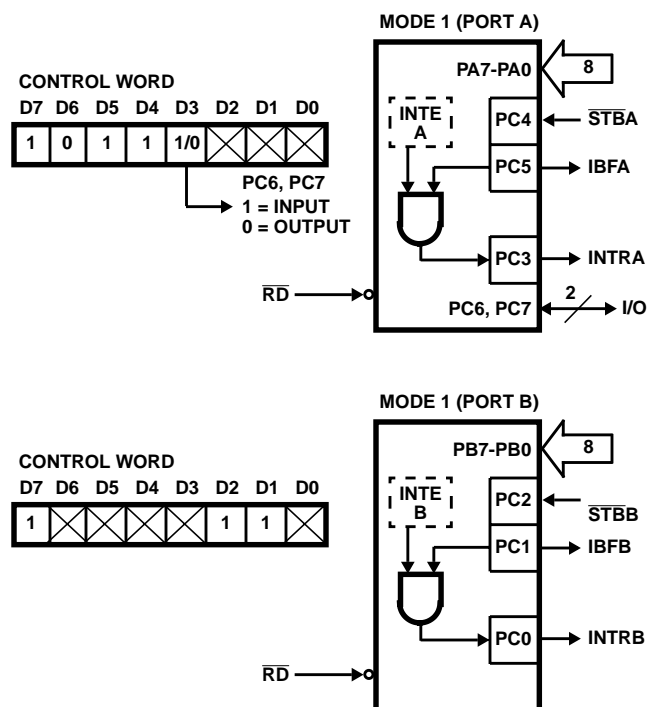 MODE 1 (PORT A)
CONTROL WORD
D7 D6 D5 D4 D3 D2 D1 D0
1 0 1 1 1/0
PC6, PC7
1 = INPUT
0 = OUTPUT
PA7-PA0
8
INTE
A
PC4
STBA
PC5
IBFA
PC3
INTRA
RD
PC6, PC7
2
I/O
MODE 1 (PORT B)
CONTROL WORD
D7 D6 D5 D4 D3 D2 D1 D0
1 1 1
PB7-PB0
8
INTE
B
PC2
STBB
PC1
IBFB
PC0
INTRB
RD